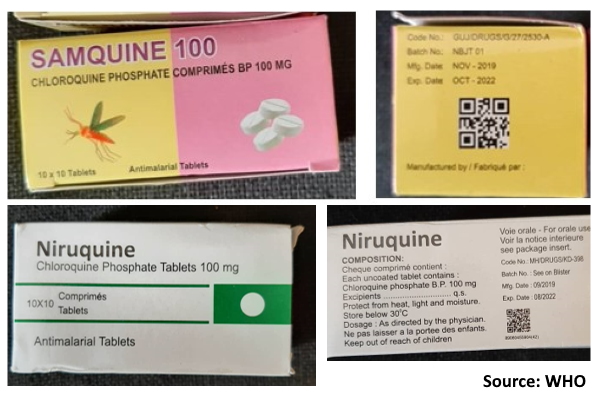 SAMQUINE 100
CHLOROQUINE PHOSPHATE COMPRIMÉS BP 100 MG
10 x 10 Tablets
Antimalarial Tablets
Code No.: GUJ/DRUGS/G/27/2530-A
Batch No.: NBJT 01
Mfg. Date: NOV - 2019
Exp. Date: OCT - 2022
Manufactured by / Fabriqué par :
Niruquine
Chloroquine Phosphate Tablets 100 mg
10X10 Comprimés
Tablets
Antimalarial Tablets
Niruquine
COMPOSITION:
Cheque comprimé contient :
Each uncoated tablet contains :
Chloroquine phosphate B.P. 100 mg
Excipients ........................ q.s.
Protect from heat, light and moisture.
Store below 30°C
Dosage : As directed by the physician.
Ne pas laisser a la portee des enfants.
Keep out of reach of children
Voie orale - For oral use
Voir la notice interieure
see package insert.
Code No.: MH/DRUGS/KD-398
Batch No. : See on Blister
Mfg. Date : 09/2019
Exp. Date : 08/2022
Source: WHO